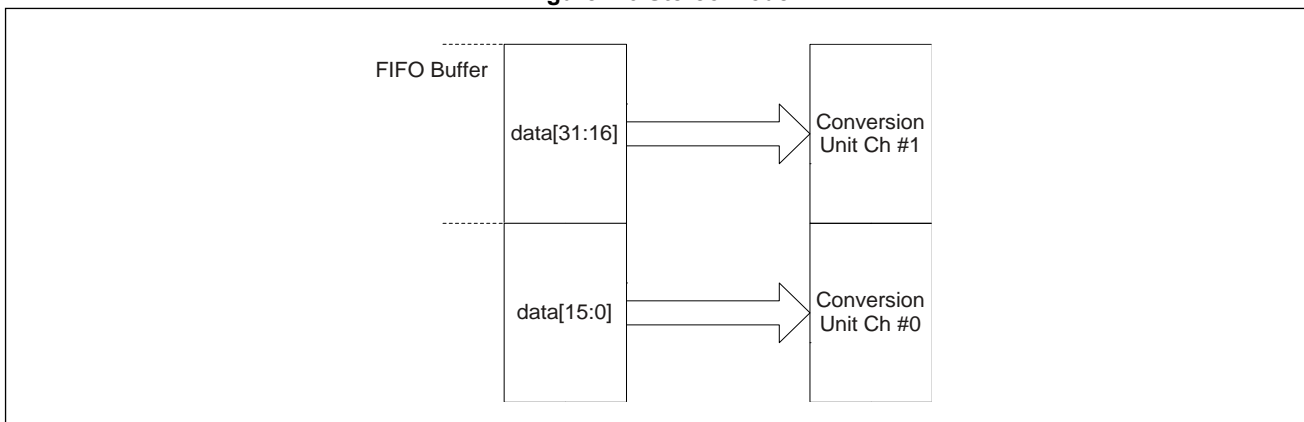 FIFO Buffer
data[31:16]
Conversion
Unit Ch #1
data[15:0]
Conversion
Unit Ch #0